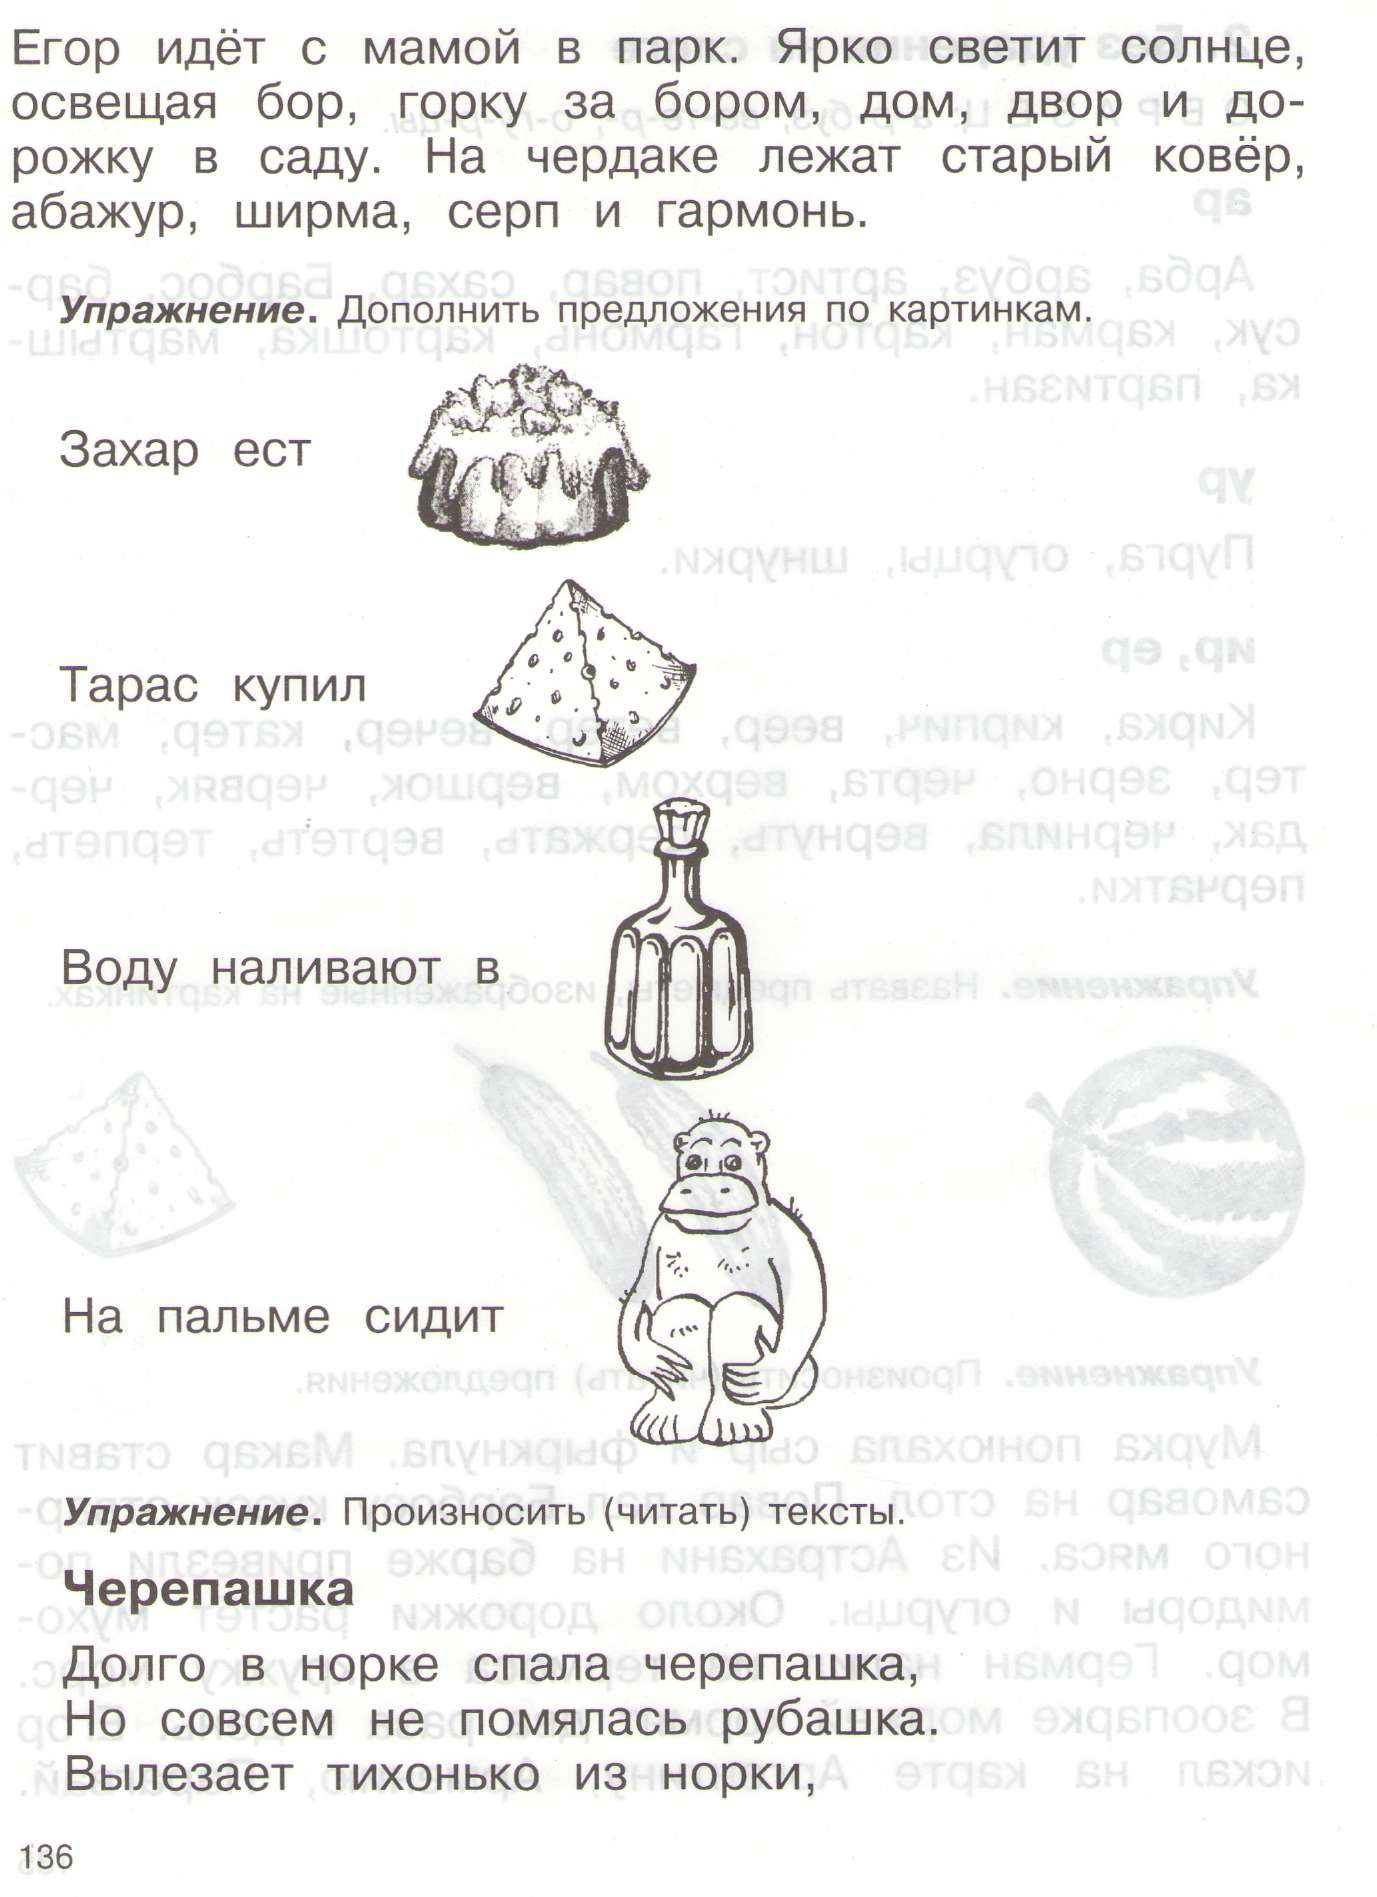 Егор идёт с мамой в парк. Ярко светит солнце,
освещая бор, горку за бором, дом, двор и до-
рожку в саду. На чердаке лежат старый ковёр,
абажур, ширма, серп и гармонь.
Упражнение. Дополнить предложения по картинкам.
Захар ест
Тарас купил
Воду наливают в
На пальме сидит
Упражнение. Произносить (читать) тексты.
Черепашка
Долго в норке спала черепашка,
Но совсем не помялась рубашка.
Вылезает тихонько из норки,
136